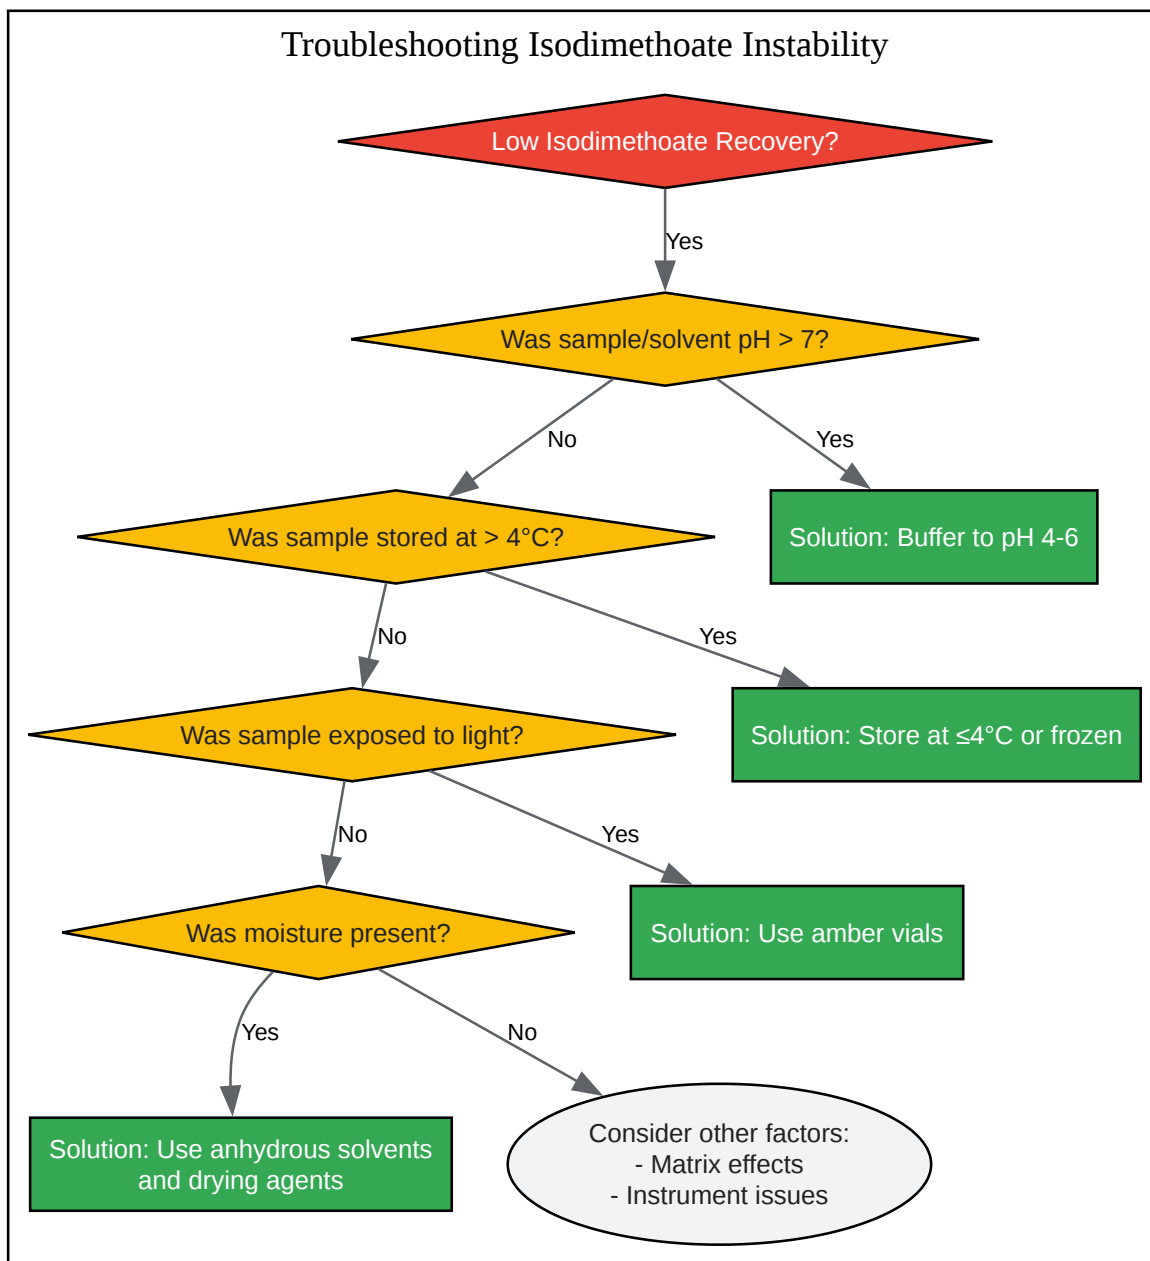 Troubleshooting Isodimethoate Instability
Low Isodimethoate Recovery?
Yes
Was sample/solvent pH > 7?
No
Yes
Was sample stored at > 4°C?
Solution: Buffer to pH 4-6
No
Yes
Was sample exposed to light?
Solution: Store at ≤4°C or frozen
No
Yes
Was moisture present?
Solution: Use amber vials
Yes
No
Solution: Use anhydrous solvents
and drying agents
Consider other factors:
- Matrix effects
- Instrument issues